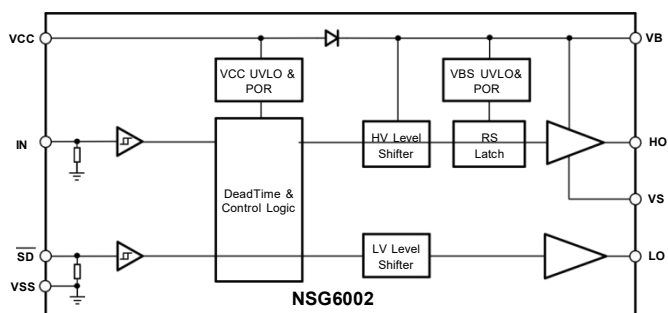 VCC
VB
VCC UVLO &
POR
VBS UVLO&
POR
IN
HV Level
Shifter
RS
Latch
HO
DeadTime &
Control Logic
VS
SD
LV Level
Shifter
LO
VSS
NSG6002